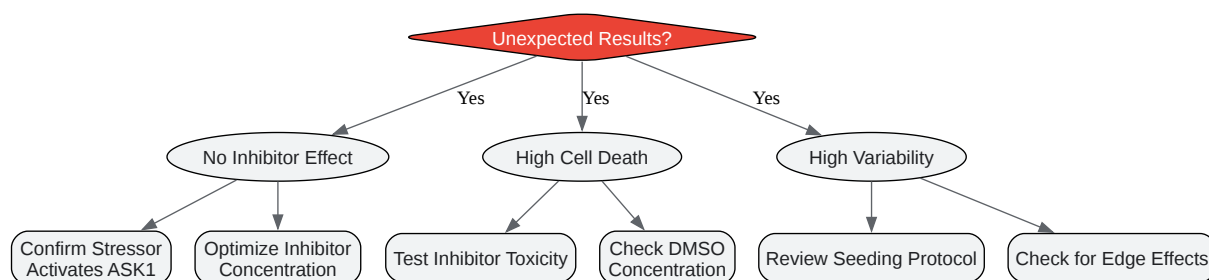 Unexpected Results?
Yes
Yes
Yes
No Inhibitor Effect
High Cell Death
High Variability
Confirm Stressor
Activates ASK1
Optimize Inhibitor
Concentration
Test Inhibitor Toxicity
Check DMSO
Concentration
Review Seeding Protocol
Check for Edge Effects